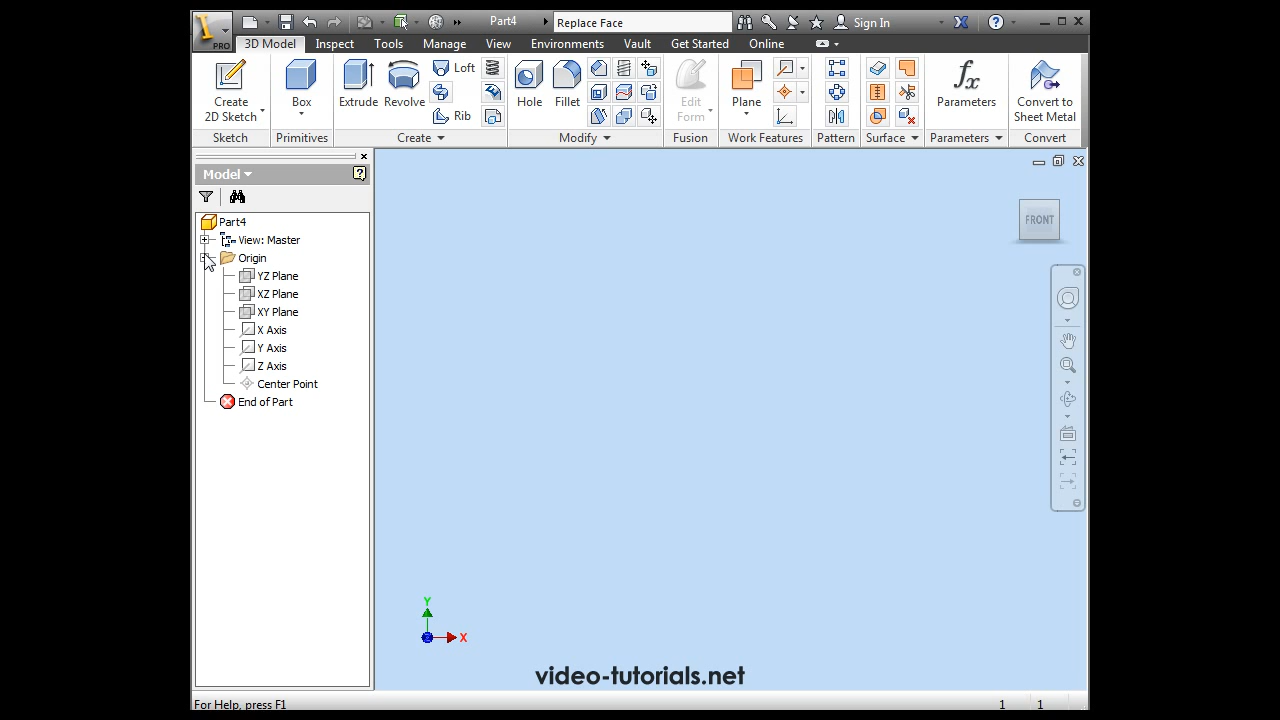 Part4
Replace Face
Sign In
PRO
3D Model
Inspect
Tools
Manage
View
Environments
Vault
Get Started
Online
Create
2D Sketch
Box
Extrude
Revolve
Loft
Rib
Hole
Fillet
Edit
Form
Plane
fx
Parameters
Convert to
Sheet Metal
Sketch
Primitives
Create
Modify
Fusion
Work Features
Pattern
Surface
Parameters
Convert
Model
Part4
View: Master
Origin
YZ Plane
XZ Plane
XY Plane
X Axis
Y Axis
Z Axis
Center Point
End of Part
FRONT
Y
X
video-tutorials.net
For Help, press F1
1
1